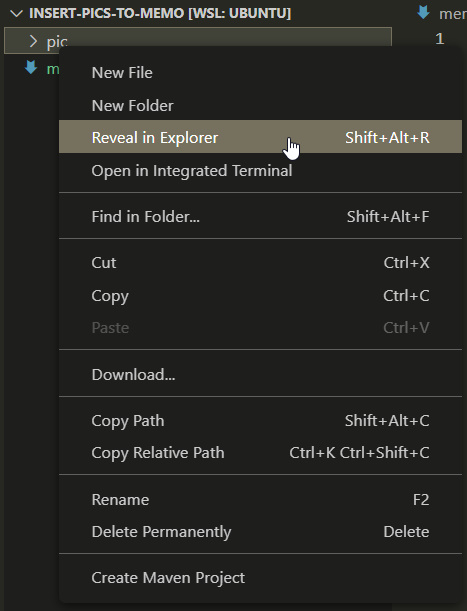 INSERT-PICS-TO-MEMO [WSL: UBUNTU]
pic
1
New File
New Folder
Reveal in Explorer Shift+Alt+R
Open in Integrated Terminal
Find in Folder... Shift+Alt+F
Cut Ctrl+X
Copy Ctrl+C
Paste Ctrl+V
Download...
Copy Path Shift+Alt+C
Copy Relative Path Ctrl+K Ctrl+Shift+C
Rename F2
Delete Permanently Delete
Create Maven Project